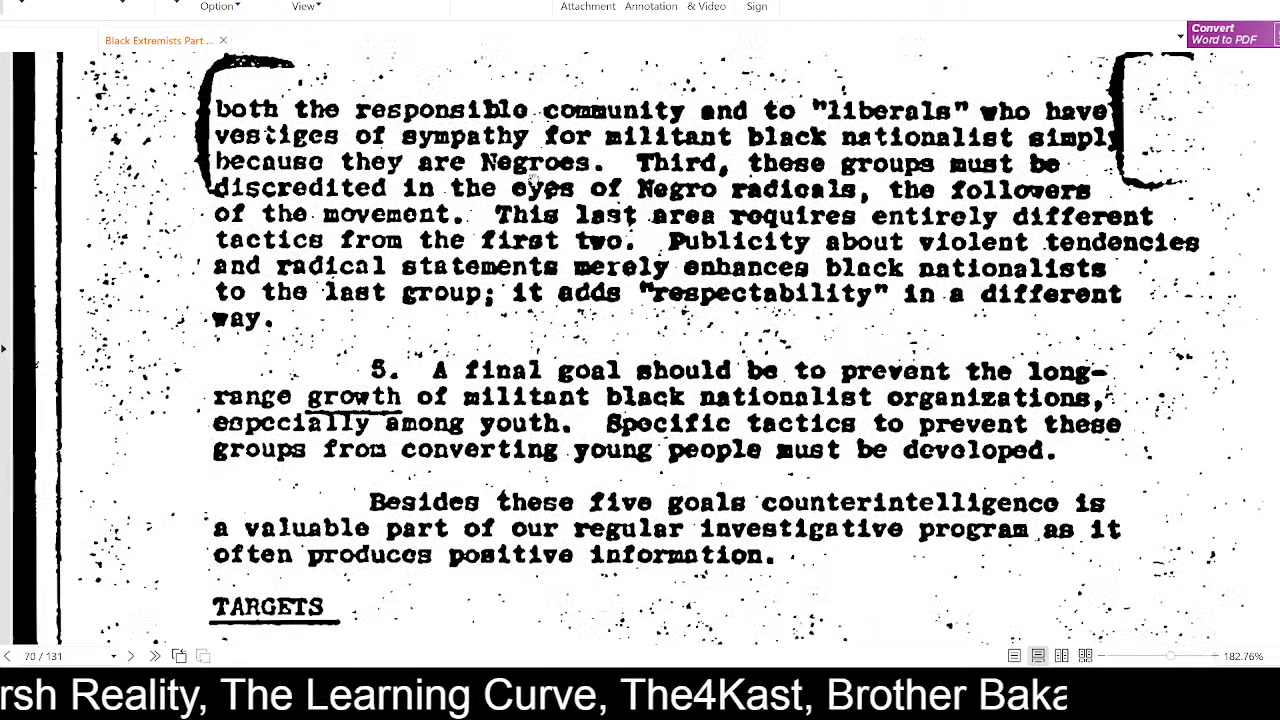 Option View Attachment Annotation & Video Sign
Black Extremists Part ...
Convert
Word to PDF
both the responsible community and to "liberals" who have
vestiges of sympathy for militant black nationalist simply
because they are Negroes. Third, these groups must be
discredited in the eyes of Negro radicals, the followers
of the movement. This last area requires entirely different
tactics from the first two. Publicity about violent tendencies
and radical statements merely enhances black nationalists
to the last group; it adds "respectability" in a different
way.
5. A final goal should be to prevent the long-
range growth of militant black nationalist organizations,
especially among youth. Specific tactics to prevent these
groups from converting young people must be developed.
Besides these five goals counterintelligence is
a valuable part of our regular investigative program as it
often produces positive information.
TARGETS
70 / 131 182.76%
rsh Reality, The Learning Curve, The4Kast, Brother Baka